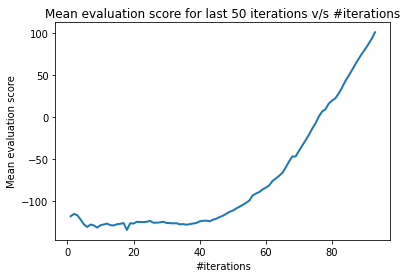 Mean evaluation score for last 50 iterations v/s #iterations
100
50
0
−50
−100
Mean evaluation score
0 20 40 60 80
#iterations